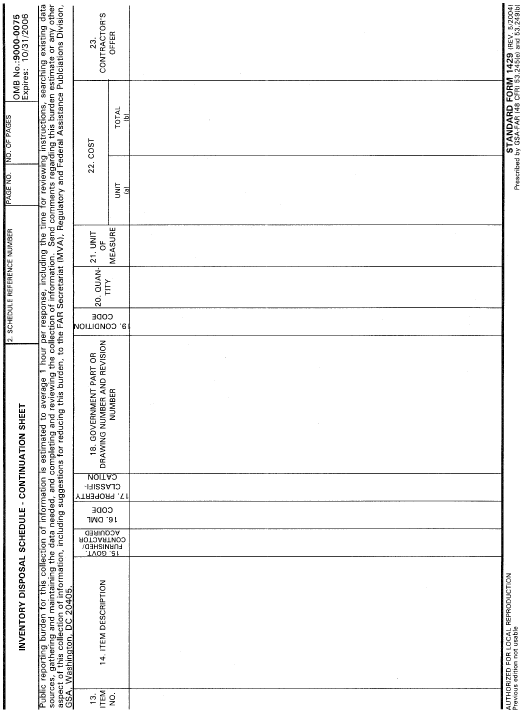 INVENTORY DISPOSAL SCHEDULE - CONTINUATION SHEET
2. SCHEDULE REFERENCE NUMBER
PAGE NO.
NO. OF PAGES
OMB No.:9000-0075
Expires: 10/31/2006
Public reporting burden for this collection of information is estimated to average 1 hour per response, including the time for reviewing instructions, searching existing data
sources, gathering and maintaining the data needed, and completing and reviewing the collection of information. Send comments regarding this burden estimate or any other
aspect of this collection of information, including suggestions for reducing this burden, to the FAR Secretariat (MVA), Regulatory and Federal Assistance Publciations Division,
GSA, Washington, DC 20405.
13.
ITEM
NO.
14. ITEM DESCRIPTION
15. GOVT.
FURNISHED/
CONTRACTOR
ACQUIRED
16. DML
CODE
17. PROPERTY
CLASSIFI-
CATION
18. GOVERNMENT PART OR
DRAWING NUMBER AND REVISION
NUMBER
19. CONDITION
CODE
20. QUAN-
TITY
21. UNIT
OF
MEASURE
22. COST
UNIT
(a)
TOTAL
(b)
23.
CONTRACTOR'S
OFFER
AUTHORIZED FOR LOCAL REPRODUCTION
Previous edition not usable
STANDARD FORM 1429 (REV. 5/2004)
Prescribed by GSA-FAR (48 CFR) 53.245(e) and 53.249(b)